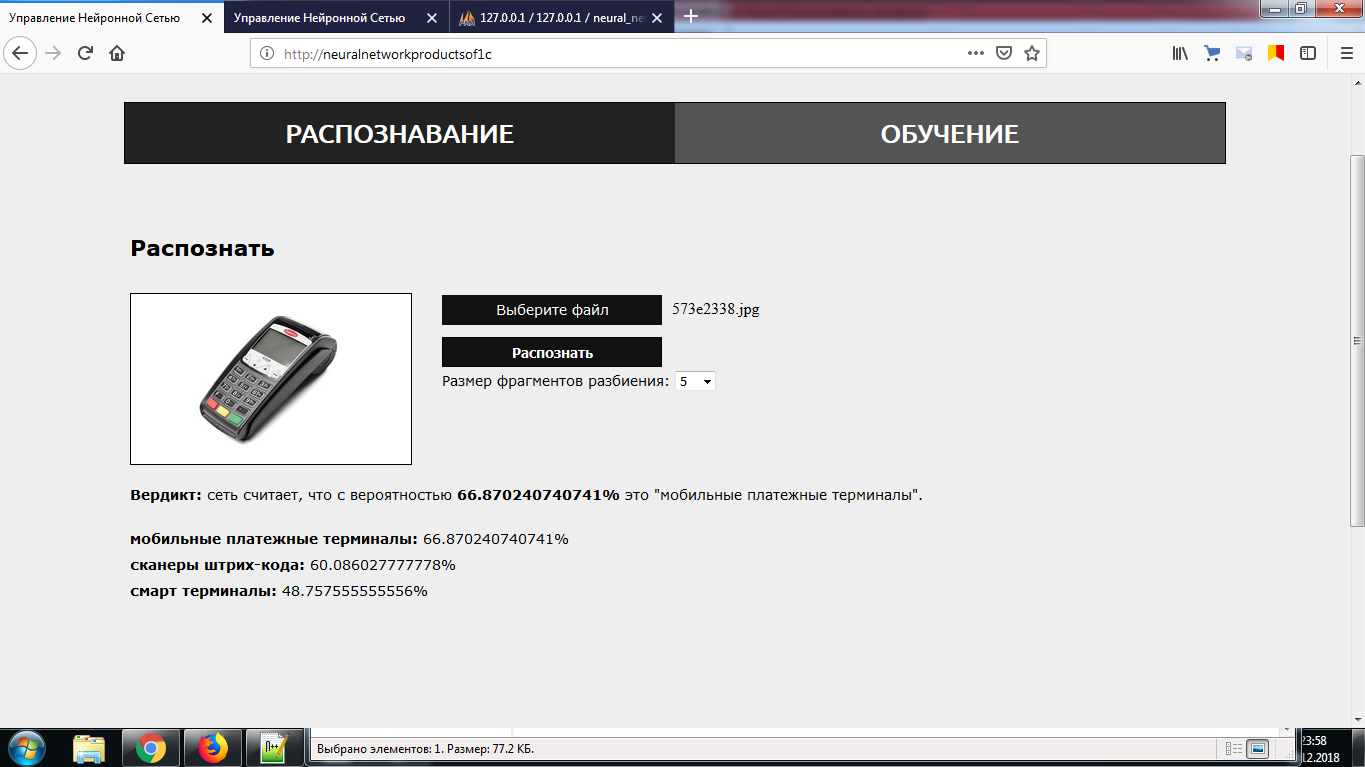 Управление Нейронной Сетью
Управление Нейронной Сетью
127.0.0.1 / 127.0.0.1 / neural_ne
http://neuralnetworkproductsof1c
РАСПОЗНАВАНИЕ
ОБУЧЕНИЕ
Распознать
Выберите файл 573e2338.jpg
Распознать
Размер фрагментов разбиения: 5
Вердикт: сеть считает, что с вероятностью 66.870240740741% это "мобильные платежные терминалы".
мобильные платежные терминалы: 66.870240740741%
сканеры штрих-кода: 60.086027777778%
смарт терминалы: 48.757555555556%
Выбрано элементов: 1. Размер: 77.2 КБ.
23:58
.12.2018